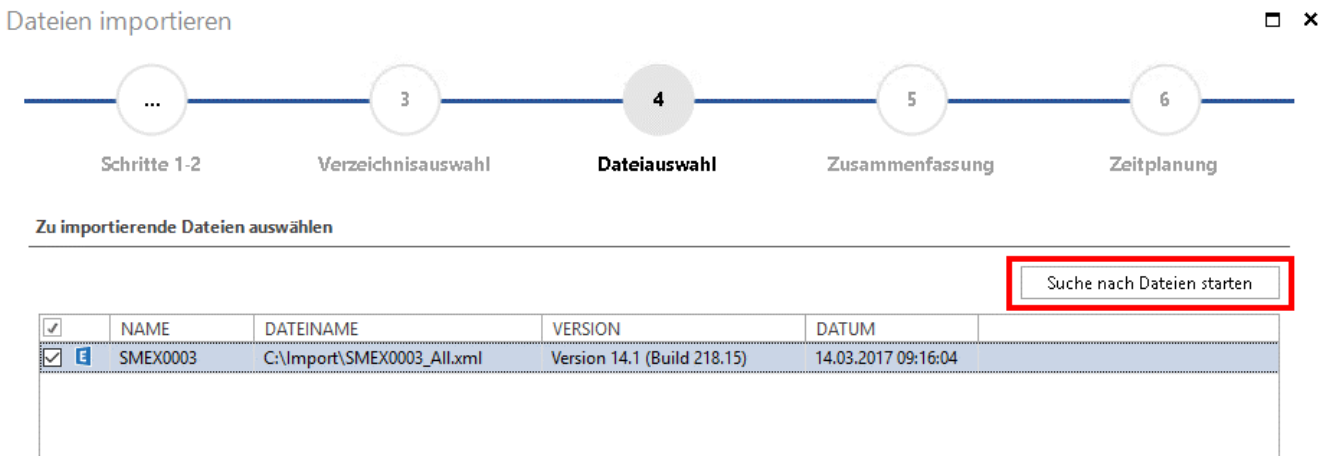 Dateien importieren
... 3 4 5 6
Schritte 1-2 Verzeichnisauswahl Dateiauswahl Zusammenfassung Zeitplanung
Zu importierende Dateien auswählen
Suche nach Dateien starten
NAME DATEINAME VERSION DATUM
E SMEX0003 C:\Import\SMEX0003_All.xml Version 14.1 (Build 218.15) 14.03.2017 09:16:04